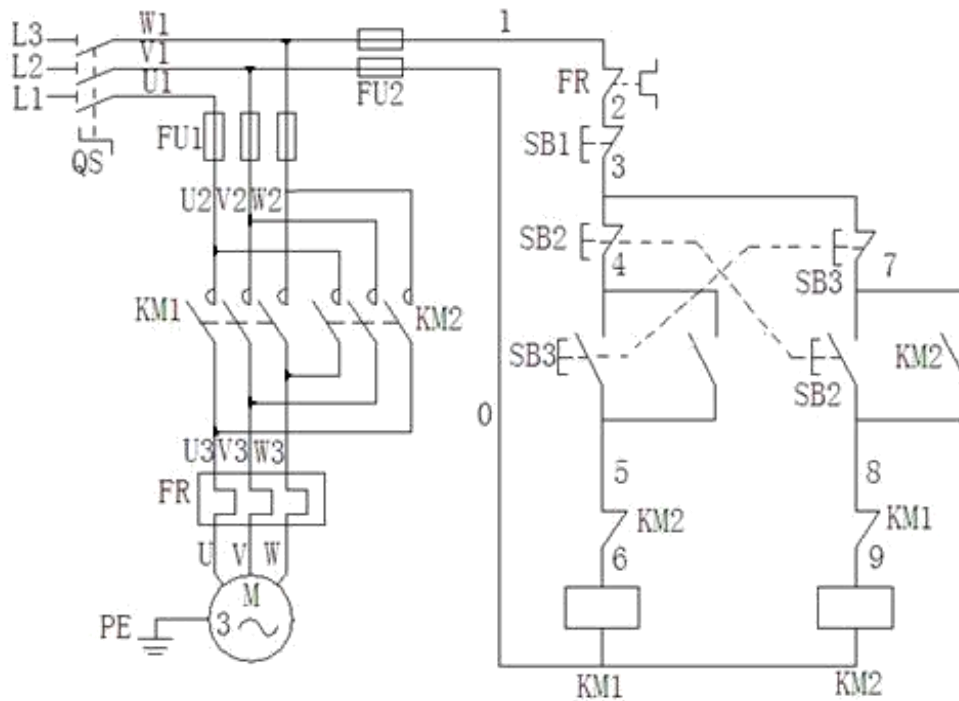 L3
W1
L2
V1
L1
U1
QS
FU1
FU2
1
FR
2
SB1
3
U2 V2 W2
SB2
4
SB3
7
KM1
KM2
SB3
SB2
KM2
0
U3 V3 W3
FR
5
8
KM2
KM1
6
9
U V W
M
3
PE
KM1
KM2